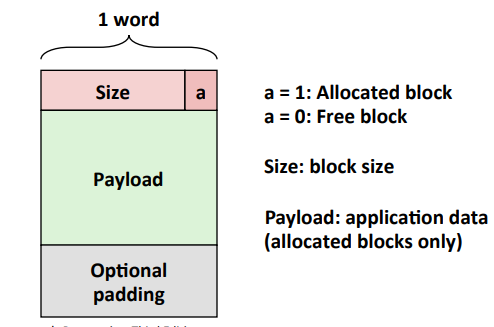 1 word
Size
a
a = 1: Allocated block
a = 0: Free block
Size: block size
Payload
Payload: application data
(allocated blocks only)
Optional
padding